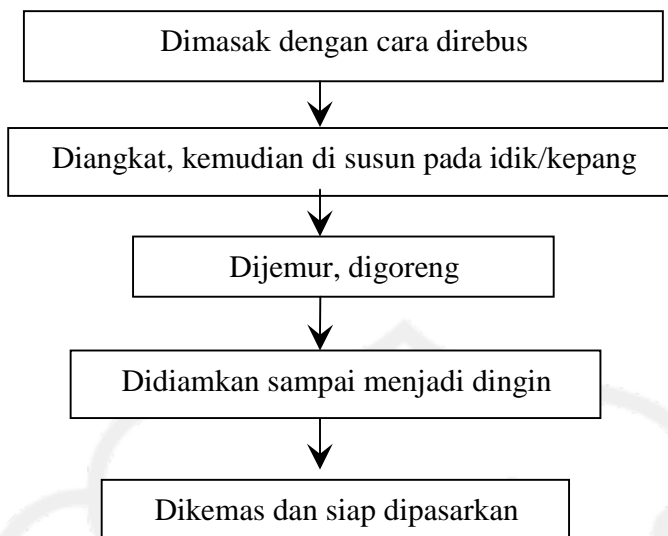 Dimasak dengan cara direbus
Diangkat, kemudian di susun pada idik/kepang
Dijemur, digoreng
Didiamkan sampai menjadi dingin
Dikemas dan siap dipasarkan